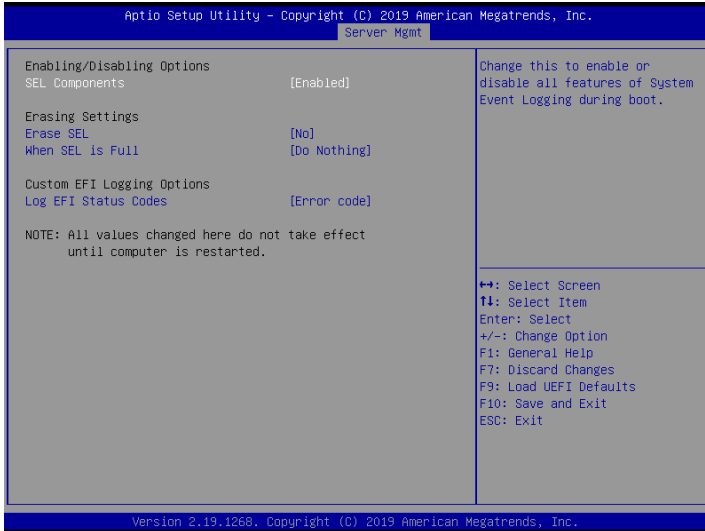 Aptio Setup Utility – Copyright (C) 2019 American Megatrends, Inc.
Server Mgmt
Enabling/Disabling Options
SEL Components [Enabled]
Erasing Settings
Erase SEL [No]
When SEL is Full [Do Nothing]
Custom EFI Logging Options
Log EFI Status Codes [Error code]
NOTE: All values changed here do not take effect
until computer is restarted.
Change this to enable or
disable all features of System
Event Logging during boot.
↔: Select Screen
↑↓: Select Item
Enter: Select
+/-: Change Option
F1: General Help
F7: Discard Changes
F9: Load UEFI Defaults
F10: Save and Exit
ESC: Exit
Version 2.19.1268. Copyright (C) 2019 American Megatrends, Inc.